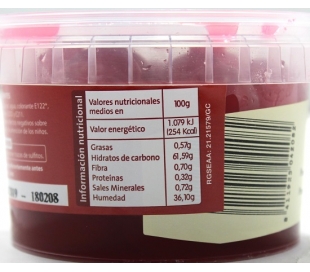 Información nutricional
Valores nutricionales
medios en
100g
Valor energético
1.079 kJ
(254 Kcal)
Grasas 0,57g
Hidratos de carbono 61,59g
Fibra 0,70g
Proteínas 0,32g
Sales Minerales 0,72g
Humedad 36,10g
RGSEAA: 21.21579/GC
180208